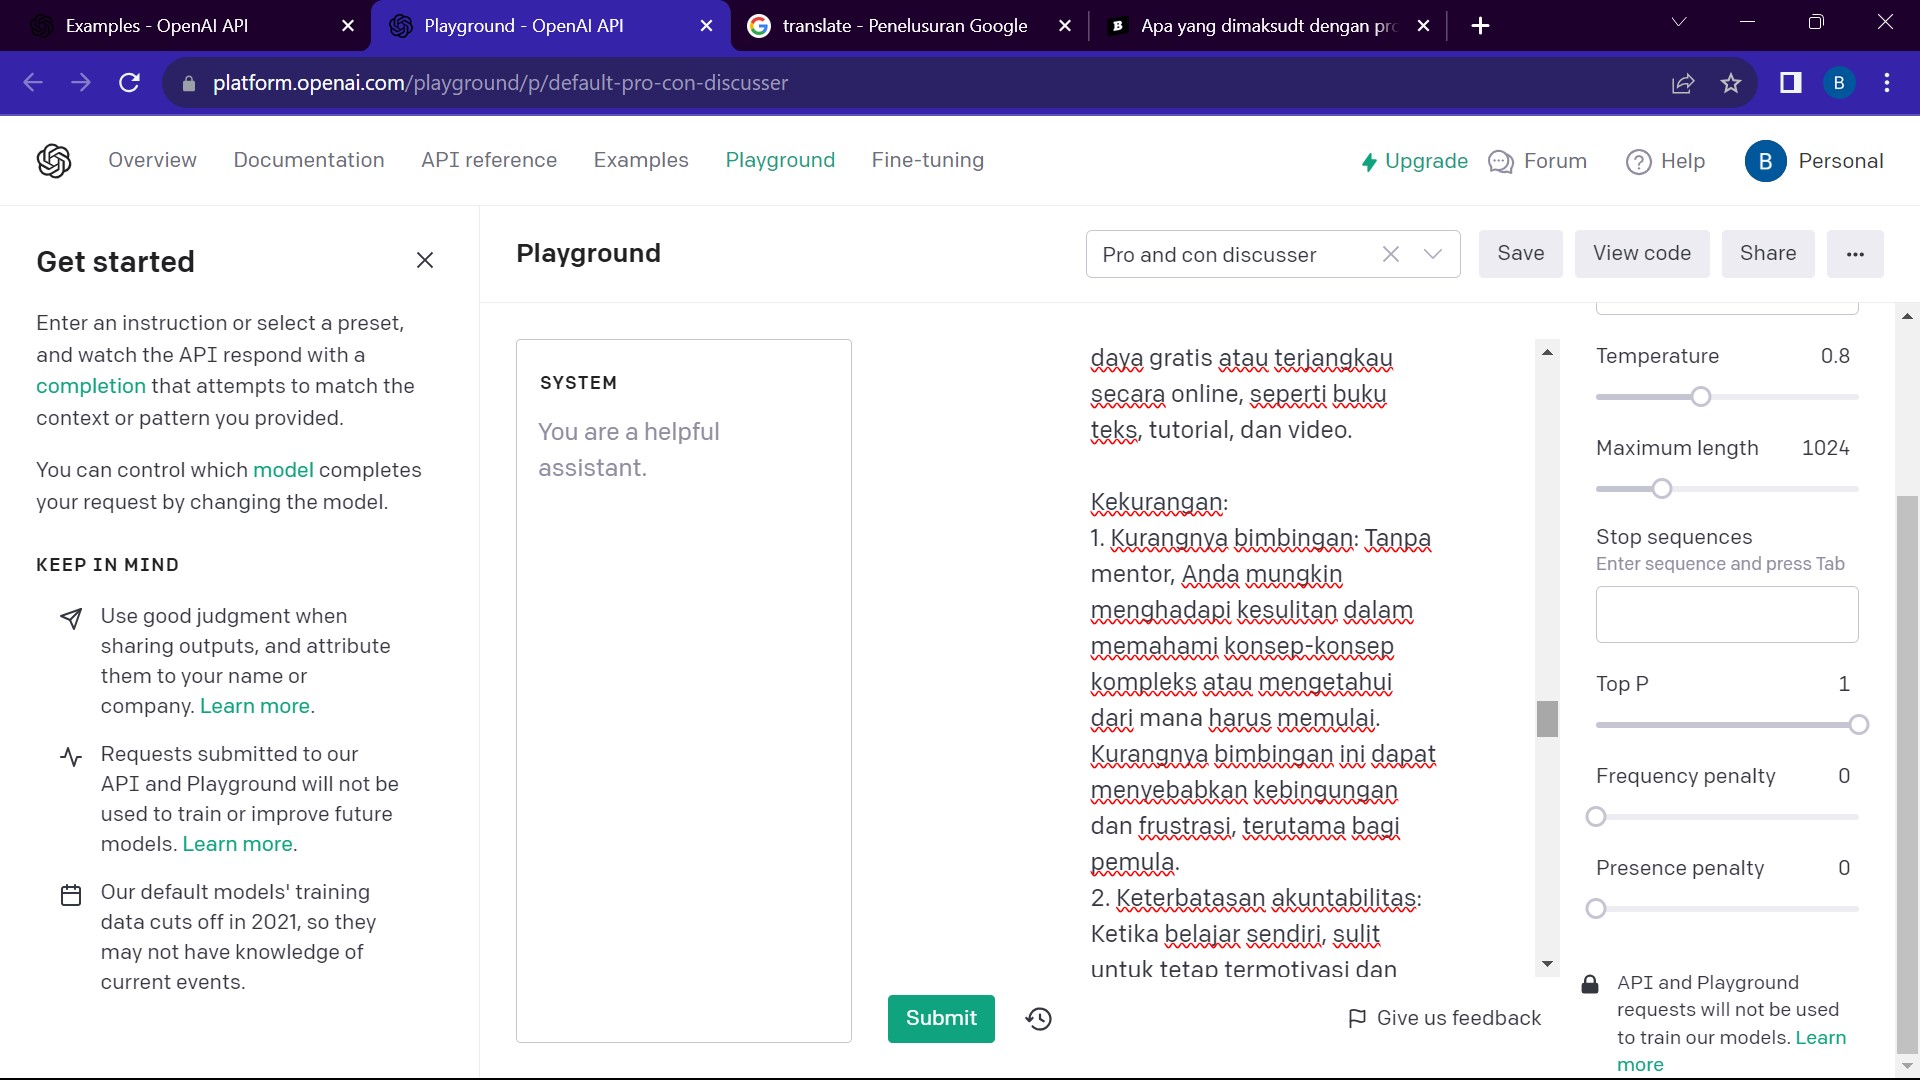 Examples - OpenAI API
Playground - OpenAI API
translate - Penelusuran Google
Apa yang dimaksudt dengan pro
platform.openai.com/playground/p/default-pro-con-discusser
B
Overview
Documentation
API reference
Examples
Playground
Fine-tuning
Upgrade
Forum
Help
B
Personal
Get started
Enter an instruction or select a preset,
and watch the API respond with a
completion that attempts to match the
context or pattern you provided.
You can control which model completes
your request by changing the model.
KEEP IN MIND
Use good judgment when
sharing outputs, and attribute
them to your name or
company. Learn more.
Requests submitted to our
API and Playground will not be
used to train or improve future
models. Learn more.
Our default models' training
data cuts off in 2021, so they
may not have knowledge of
current events.
Playground
Pro and con discusser
Save
View code
Share
...
SYSTEM
You are a helpful
assistant.
daya gratis atau terjangkau
secara online, seperti buku
teks, tutorial, dan video.
Kekurangan:
1. Kurangnya bimbingan: Tanpa
mentor, Anda mungkin
menghadapi kesulitan dalam
memahami konsep-konsep
kompleks atau mengetahui
dari mana harus memulai.
Kurangnya bimbingan ini dapat
menyebabkan kebingungan
dan frustrasi, terutama bagi
pemula.
2. Keterbatasan akuntabilitas:
Ketika belajar sendiri, sulit
untuk tetap termotivasi dan
Submit
Give us feedback
Temperature 0.8
Maximum length 1024
Stop sequences
Enter sequence and press Tab
Top P 1
Frequency penalty 0
Presence penalty 0
API and Playground
requests will not be used
to train our models. Learn
more